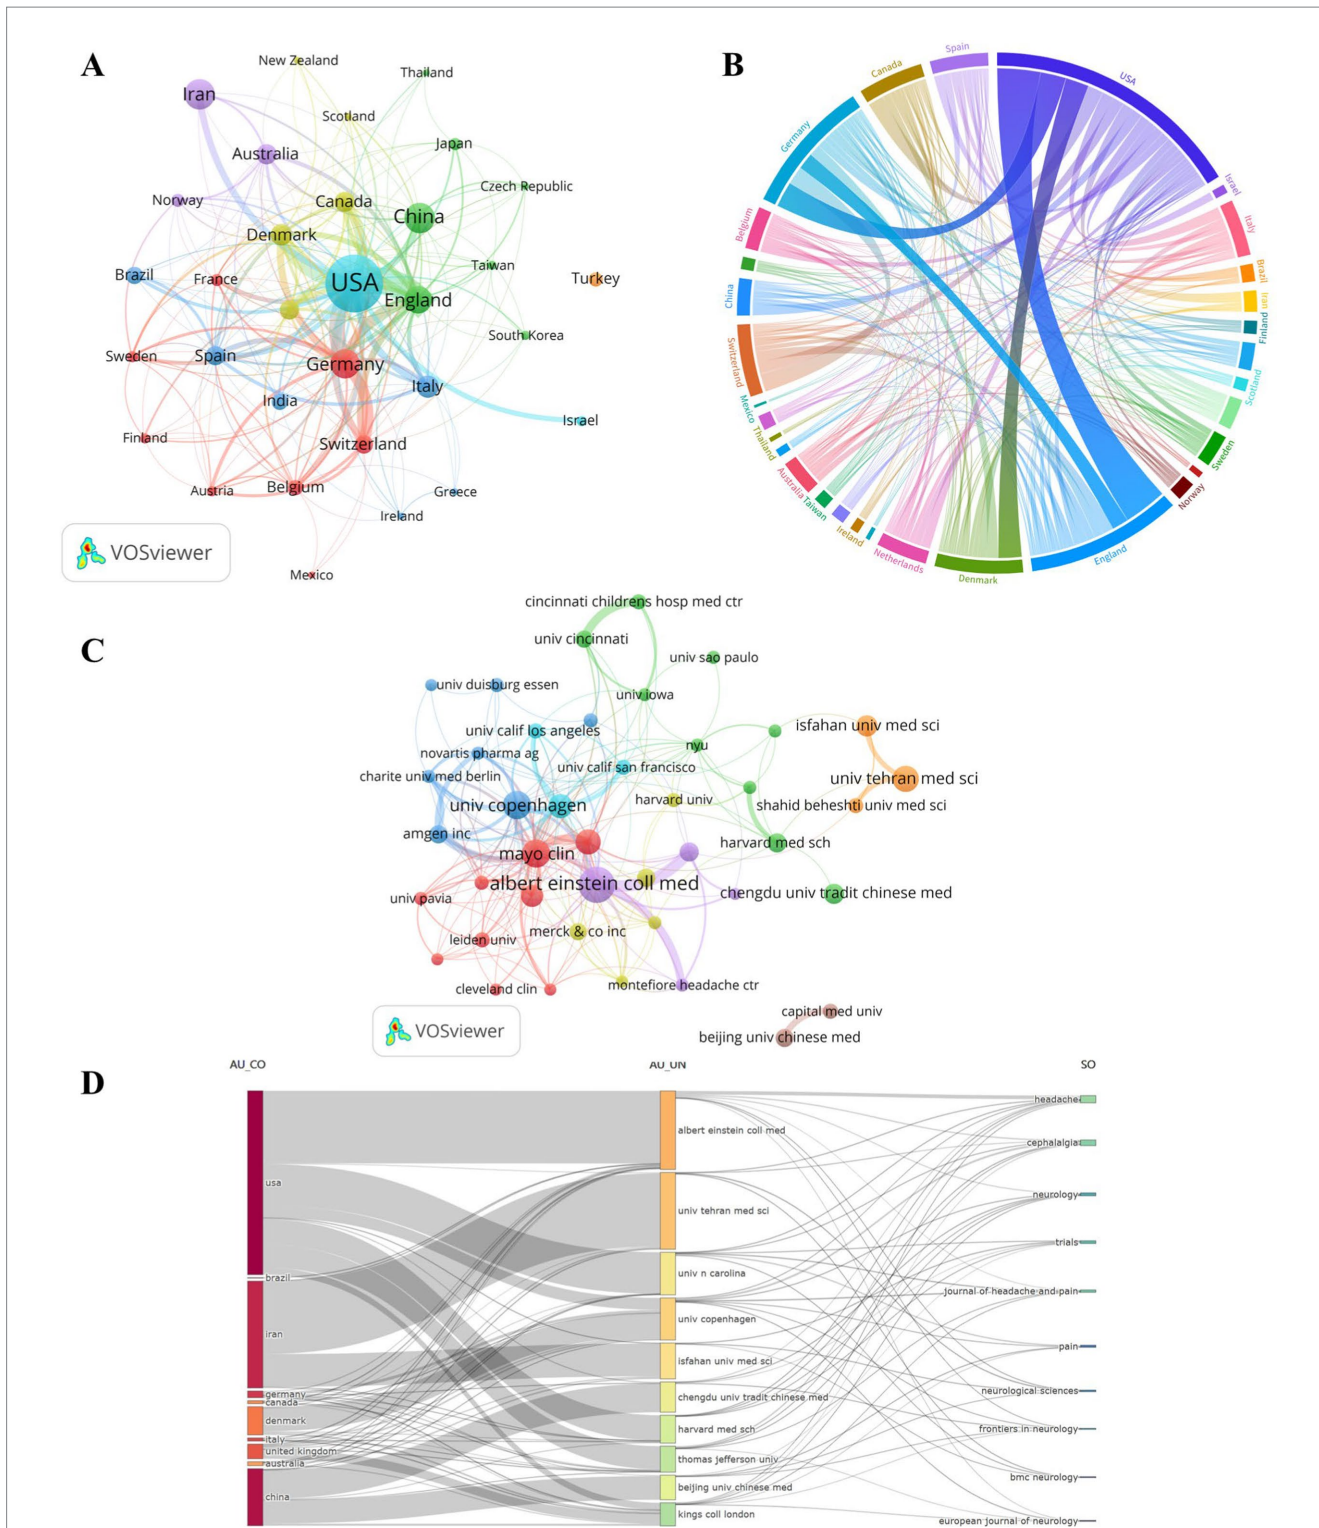 A
New Zealand
Thailand
Iran
Scotland
Japan
Australia
Czech Republic
Norway
Canada
China
Denmark
Taiwan
Brazil
France
USA
Turkey
England
South Korea
Sweden
Spain
Germany
Italy
India
Israel
Finland
Switzerland
Austria
Belgium
Greece
Ireland
Mexico
VOSviewer
B
Spain
USA
Canada
Germany
Israel
Italy
Belgium
Brazil
Iran
China
Finland
Switzerland
Scotland
Mexico
Thailand
Sweden
Australia
Taiwan
Norway
Ireland
Netherlands
Denmark
England
C
cincinnati childrens hosp med ctr
univ cincinnati
univ sao paulo
univ duisburg essen
univ iowa
univ calif los angeles
isfahan univ med sci
novartis pharma ag
nyu
charite univ med berlin
univ calif san francisco
univ tehran med sci
univ copenhagen
harvard univ
shahid beheshti univ med sci
amgen inc
harvard med sch
mayo clin
albert einstein coll med
chengdu univ tradit chinese med
univ pavia
leiden univ
merck & co inc
cleveland clin
montefiore headache ctr
capital med univ
beijing univ chinese med
VOSviewer
D
AU_CO
AU_UN
SO
usa
brazil
iran
germany
canada
denmark
italy
united kingdom
australia
china
albert einstein coll med
univ tehran med sci
univ n carolina
univ copenhagen
isfahan univ med sci
chengdu univ tradit chinese med
harvard med sch
thomas jefferson univ
beijing univ chinese med
kings coll london
headache
cephalalgia
neurology
trials
journal of headache and pain
pain
neurological sciences
frontiers in neurology
bmc neurology
european journal of neurology